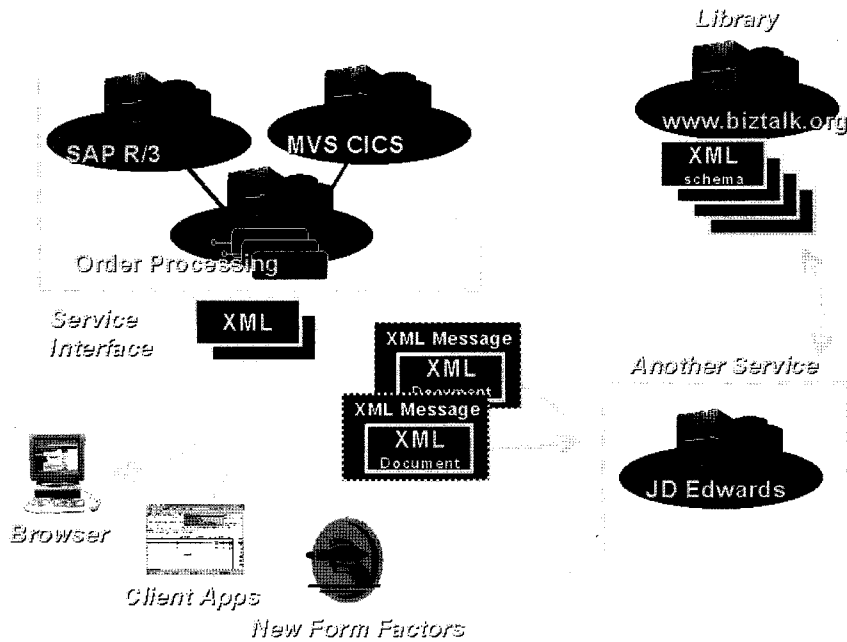 Library
SAP R/3
MVS CICS
www.biztalk.org
XML
schema
Order Processing
Service
Interface
XML
XML Message
XML
Document
XML Message
XML
Document
Another Service
JD Edwards
Browser
Client Apps
New Form Factors